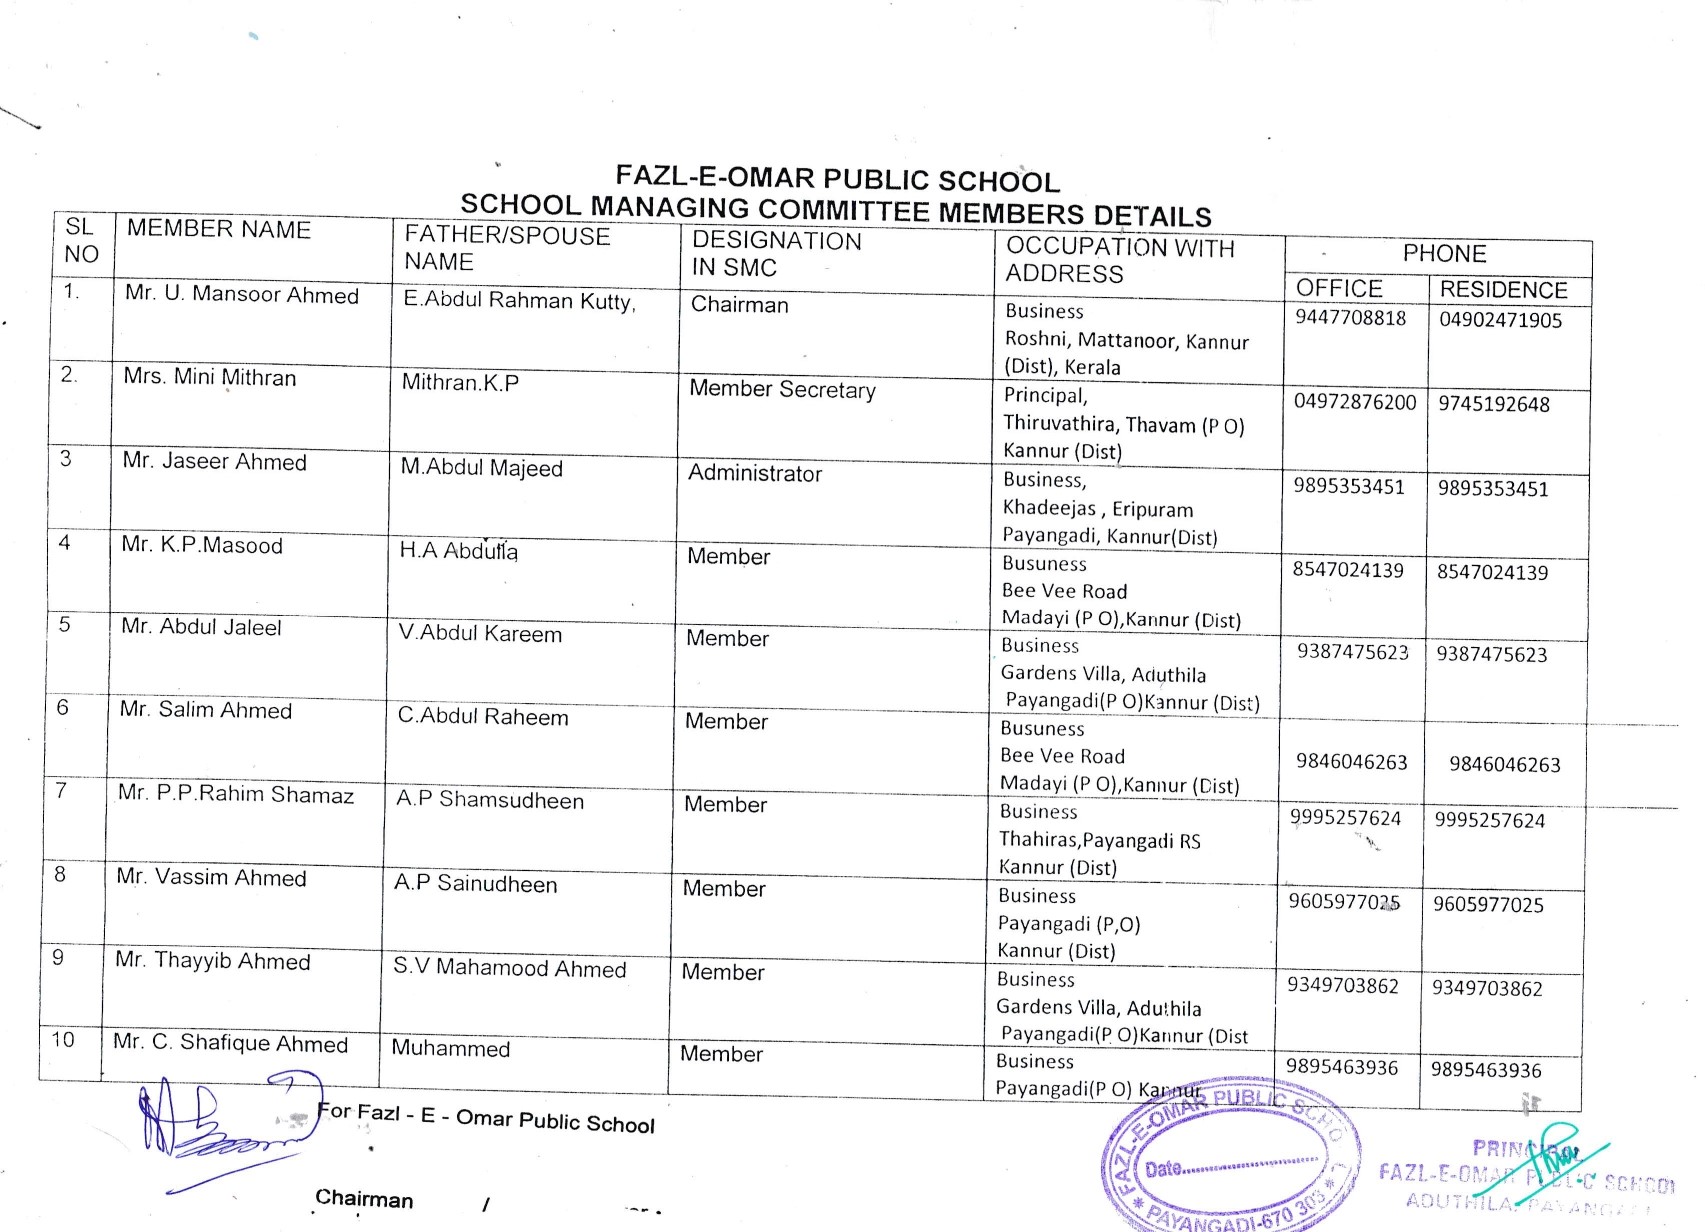 FAZL-E-OMAR PUBLIC SCHOOL
SCHOOL MANAGING COMMITTEE MEMBERS DETAILS
SL NO MEMBER NAME FATHER/SPOUSE NAME DESIGNATION IN SMC OCCUPATION WITH ADDRESS PHONE
OFFICE RESIDENCE
1. Mr. U. Mansoor Ahmed E.Abdul Rahman Kutty, Chairman Business 9447708818 04902471905
Roshni, Mattanoor, Kannur
(Dist), Kerala
2. Mrs. Mini Mithran Mithran.K.P Member Secretary Principal, 04972876200 9745192648
Thiruvathira, Thavam (P O)
Kannur (Dist)
3 Mr. Jaseer Ahmed M.Abdul Majeed Administrator Business, 9895353451 9895353451
Khadeejas , Eripuram
Payangadi, Kannur(Dist)
4 Mr. K.P.Masood H.A Abdulla Member Busuness 8547024139 8547024139
Bee Vee Road
Madayi (P O),Kannur (Dist)
5 Mr. Abdul Jaleel V.Abdul Kareem Member Business 9387475623 9387475623
Gardens Villa, Aduthila
Payangadi(P O)Kannur (Dist)
6 Mr. Salim Ahmed C.Abdul Raheem Member Busuness
Bee Vee Road 9846046263 9846046263
Madayi (P O),Kannur (Dist)
7 Mr. P.P.Rahim Shamaz A.P Shamsudheen Member Business 9995257624 9995257624
Thahiras,Payangadi RS
Kannur (Dist)
8 Mr. Vassim Ahmed A.P Sainudheen Member Business 9605977025 9605977025
Payangadi (P,O)
Kannur (Dist)
9 Mr. Thayyib Ahmed S.V Mahamood Ahmed Member Business 9349703862 9349703862
Gardens Villa, Aduthila
Payangadi(P O)Kannur (Dist
10 Mr. C. Shafique Ahmed Muhammed Member Business 9895463936 9895463936
Payangadi(P O) Kannur
For Fazl - E - Omar Public School
Chairman /
FAZL-E-OMAR PUBLIC SCHO
Date
* PAYANGADI-670 303 *
PRINCIPAL
FAZL-E-OMAR PUBLIC SCHOOL
ADUTHILA, PAYANGADI